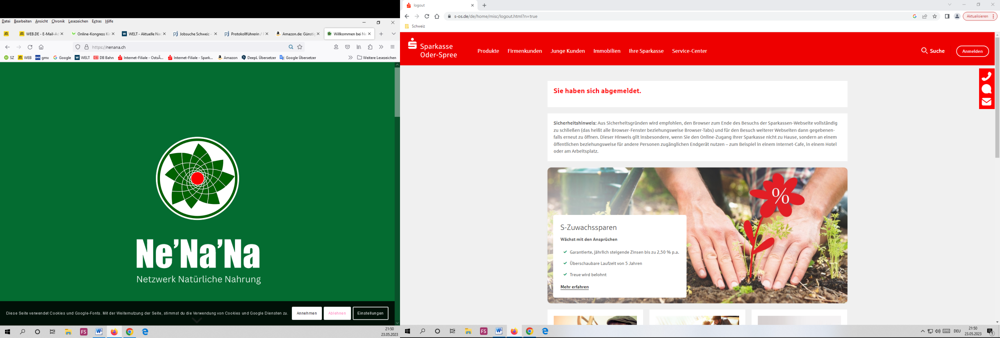 Datei Bearbeiten Ansicht Chronik Lesezeichen Extras Hilfe
WEB.DE - E-Mail-Ad
Online-Kongress Kin
WELT - Aktuelle Nac
Jobsuche Schweiz -
Protokollführerin /
Amazon.de: Günstig
Willkommen bei Ne
https://nenana.ch
SZ WEB gmx Google WELT DB Bahn Internet-Filiale - OstsÃ... Internet-Filiale - Spark... Amazon DeepL Übersetzer Google Übersetzer Weitere Lesezeichen
Ne'Na'Na
Netzwerk Natürliche Nahrung
Diese Seite verwendet Cookies und Google-Fonts. Mit der Weiternutzung der Seite, stimmst du die Verwendung von Cookies und Google Diensten zu.
Annehmen Ablehnen Einstellungen
FS
21:50
23.05.2023
logout
s-os.de/de/home/misc/logout.html?n=true
Aktualisieren
Schweiz
Sparkasse
Oder-Spree
Produkte Firmenkunden Junge Kunden Immobilien Ihre Sparkasse Service-Center
Suche Anmelden
Sie haben sich abgemeldet.
Sicherheitshinweis: Aus Sicherheitsgründen wird empfohlen, den Browser zum Ende des Besuchs der Sparkassen-Webseite vollständig
zu schließen (das heißt alle Browser-Fenster beziehungsweise Browser-Tabs) und für den Besuch weiterer Webseiten dann gegebenen-
falls erneut zu öffnen. Dieser Hinweis gilt insbesondere, wenn Sie den Online-Zugang Ihrer Sparkasse nicht zu Hause, sondern an einem
öffentlichen beziehungsweise für andere Personen zugänglichen Endgerät nutzen – zum Beispiel in einem Internet-Cafe, in einem Hotel
oder am Arbeitsplatz.
%
S-Zuwachssparen
Wächst mit den Ansprüchen
Garantierte, jährlich steigende Zinsen bis zu 2,50 % p.a.
Überschaubare Laufzeit von 5 Jahren
Treue wird belohnt
Mehr erfahren
FS
DEU
21:50
23.05.2023
1